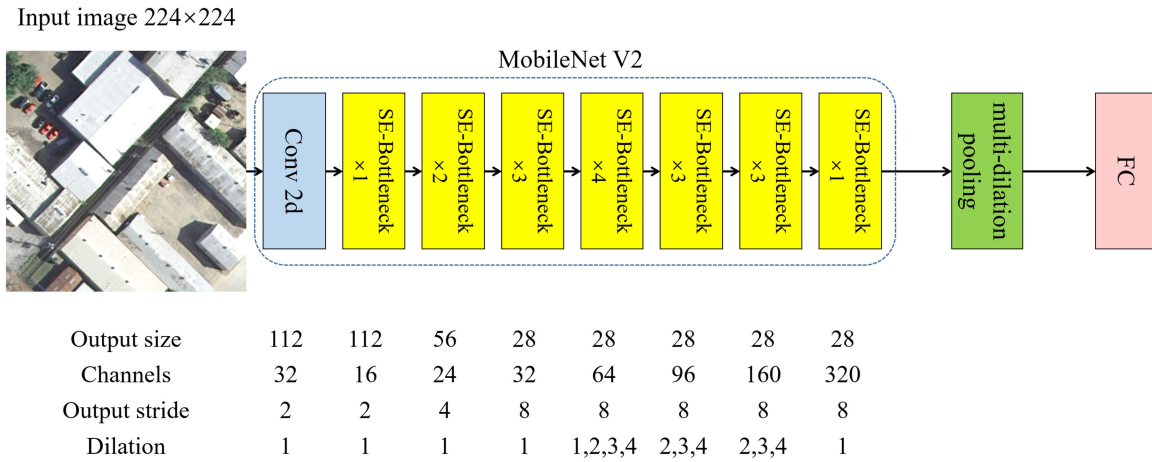 Input image 224×224
MobileNet V2
Conv 2d
SE-Bottleneck
×1
SE-Bottleneck
×2
SE-Bottleneck
×3
SE-Bottleneck
×4
SE-Bottleneck
×3
SE-Bottleneck
×3
SE-Bottleneck
×1
multi-dilation
pooling
FC
Output size 112 112 56 28 28 28 28 28
Channels 32 16 24 32 64 96 160 320
Output stride 2 2 4 8 8 8 8 8
Dilation 1 1 1 1 1,2,3,4 2,3,4 2,3,4 1